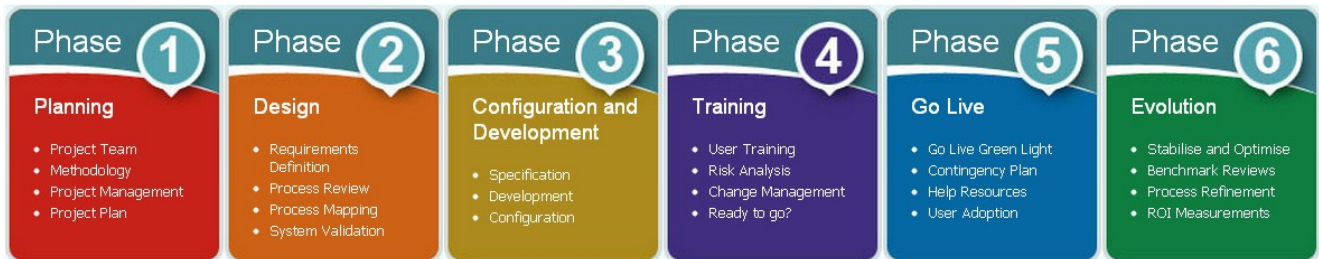 Phase 1
Planning
Project Team
Methodology
Project Management
Project Plan
Phase 2
Design
Requirements
Definition
Process Review
Process Mapping
System Validation
Phase 3
Configuration and
Development
Specification
Development
Configuration
Phase 4
Training
User Training
Risk Analysis
Change Management
Ready to go?
Phase 5
Go Live
Go Live Green Light
Contingency Plan
Help Resources
User Adoption
Phase 6
Evolution
Stabilise and Optimise
Benchmark Reviews
Process Refinement
ROI Measurements